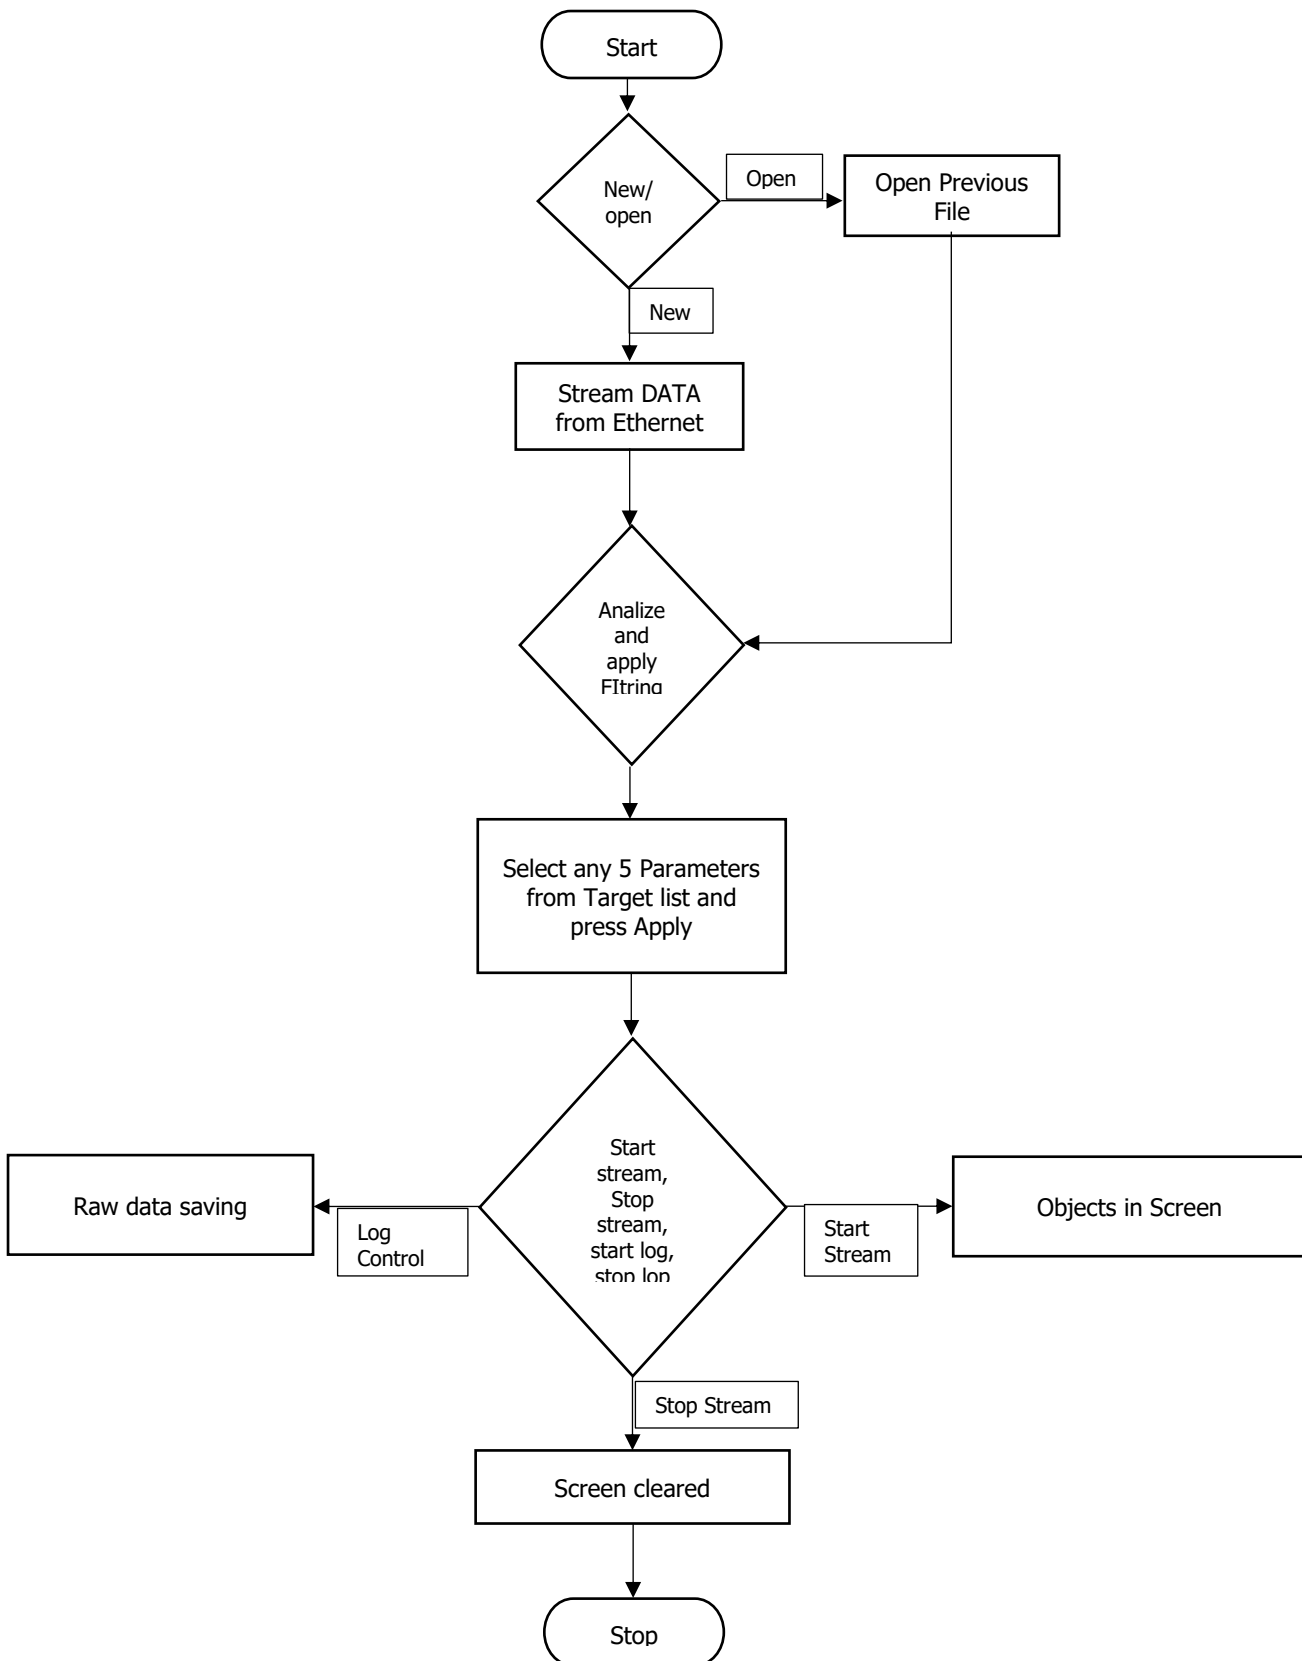 Start
New/
open
Open
Open Previous
File
New
Stream DATA
from Ethernet
Analize
and
apply
FItring
Select any 5 Parameters
from Target list and
press Apply
Start
stream,
Stop
stream,
start log,
stop lop
Raw data saving
Log
Control
Start
Stream
Objects in Screen
Stop Stream
Screen cleared
Stop